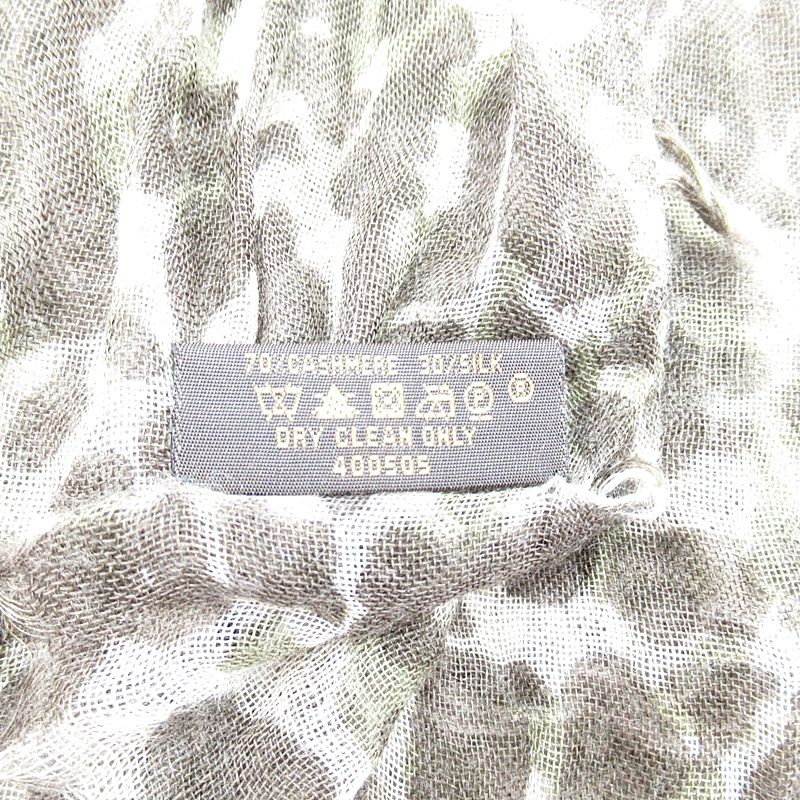 70%CASHMERE 30%SILK
P ®
DRY CLEAN ONLY
400505